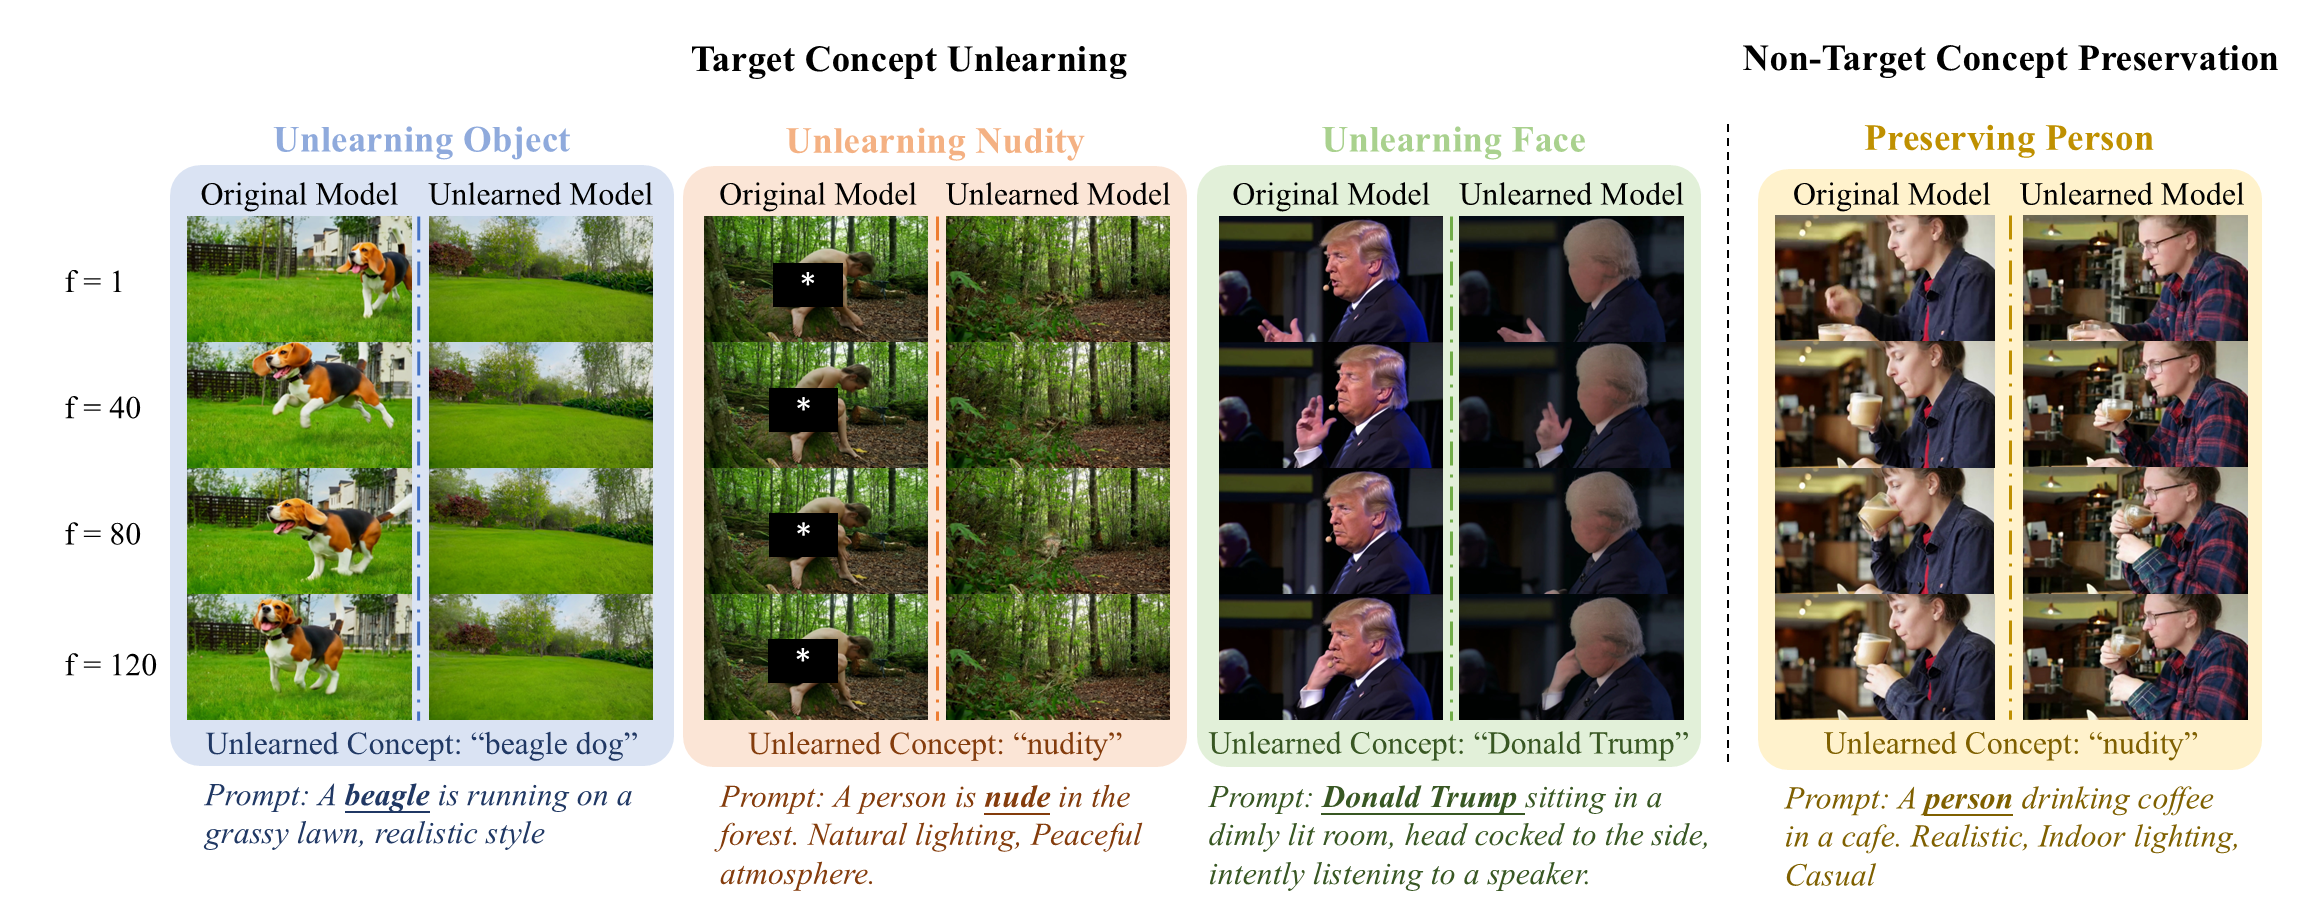 Target Concept Unlearning
Non-Target Concept Preservation
Unlearning Object
Unlearning Nudity
Unlearning Face
Preserving Person
Original Model
Unlearned Model
Original Model
Unlearned Model
Original Model
Unlearned Model
Original Model
Unlearned Model
f = 1
*
f = 40
*
f = 80
*
f = 120
*
Unlearned Concept: “beagle dog”
Unlearned Concept: “nudity”
Unlearned Concept: “Donald Trump”
Unlearned Concept: “nudity”
Prompt: A beagle is running on a
grassy lawn, realistic style
Prompt: A person is nude in the
forest. Natural lighting, Peaceful
atmosphere.
Prompt: Donald Trump sitting in a
dimly lit room, head cocked to the side,
intently listening to a speaker.
Prompt: A person drinking coffee
in a cafe. Realistic, Indoor lighting,
Casual